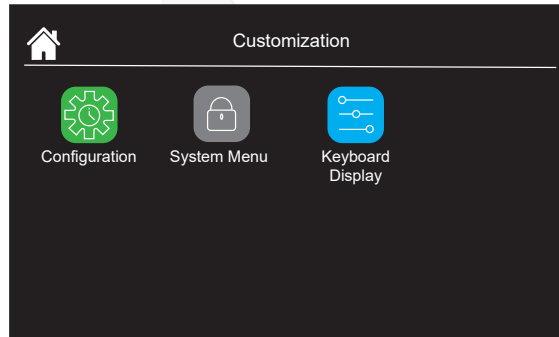 Customization
Configuration
System Menu
Keyboard
Display